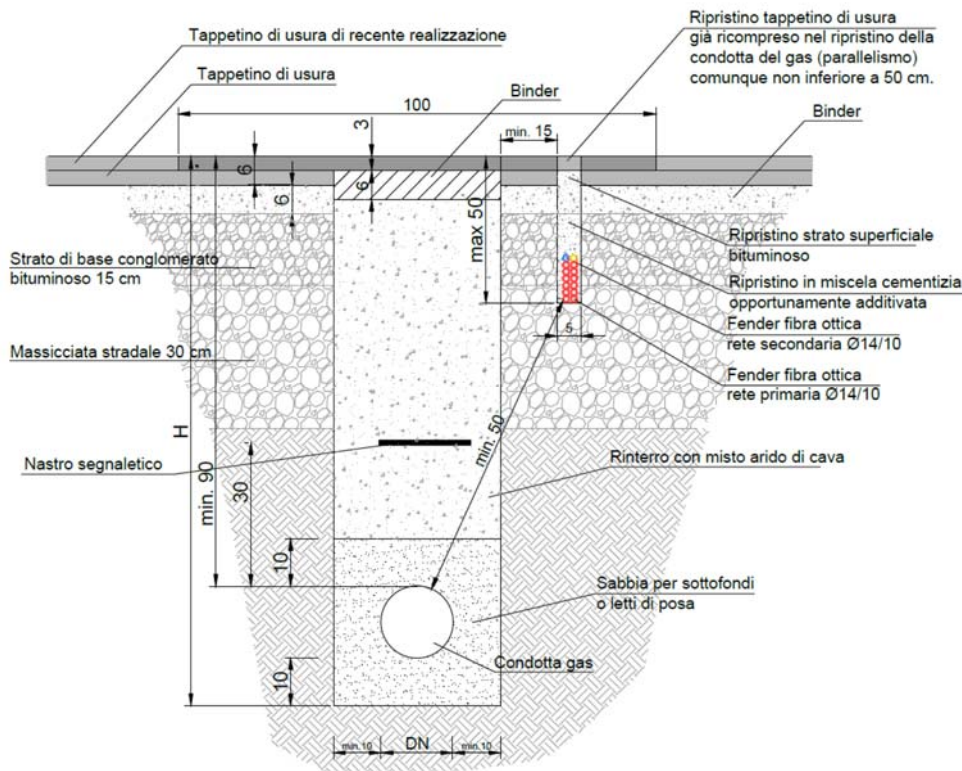 Ripristino tappetino di usura
già ricompreso nel ripristino della
condotta del gas (parallelismo)
comunque non inferiore a 50 cm.
Tappetino di usura di recente realizzazione
Tappetino di usura
Binder
Binder
100
3
min. 15
6
6
6
max 50
Strato di base conglomerato
bituminoso 15 cm
Ripristino strato superficiale
bituminoso
Ripristino in miscela cementizia
opportunamente additivata
5
Fender fibra ottica
rete secondaria Ø14/10
Massicciata stradale 30 cm
Fender fibra ottica
rete primaria Ø14/10
H
min. 90
min. 50
Nastro segnaletico
30
Rinterro con misto arido di cava
10
Sabbia per sottofondi
o letti di posa
Condotta gas
10
min.10
DN
min.10